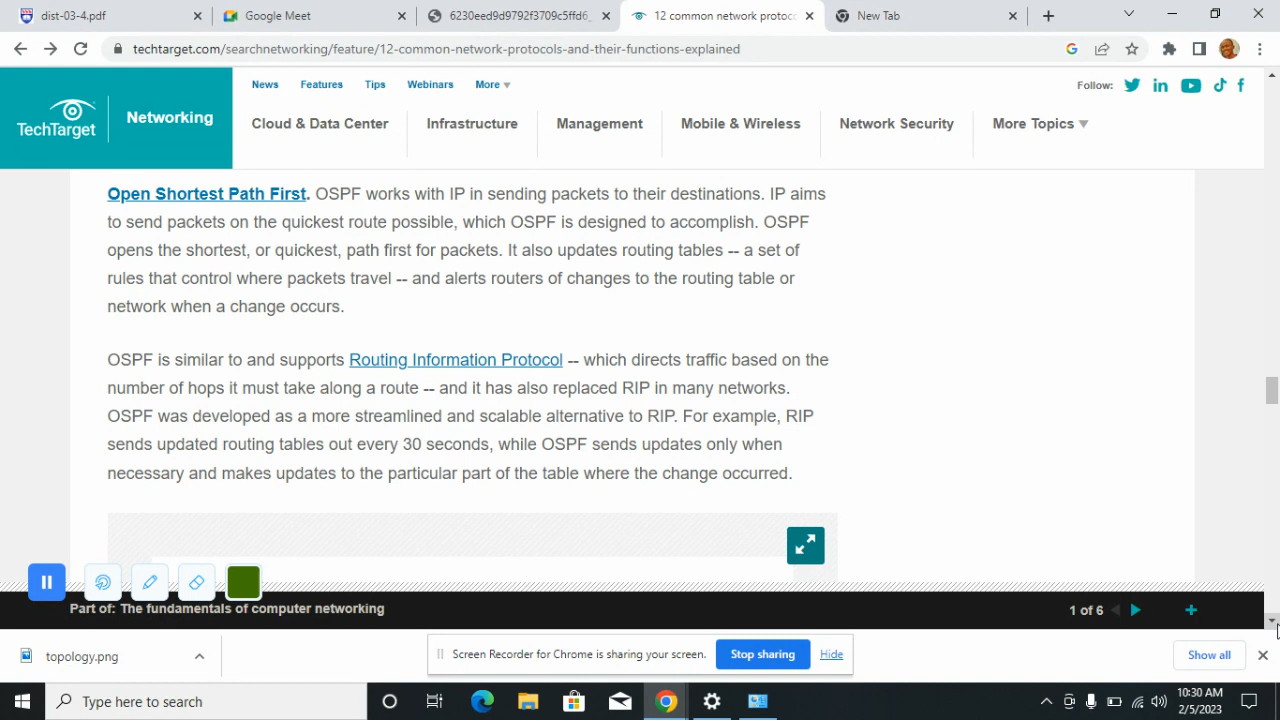 dist-03-4.pdf
Google Meet
6230eed9d9792f3709c5ffd6_
12 common network protoco
New Tab
techtarget.com/searchnetworking/feature/12-common-network-protocols-and-their-functions-explained
TechTarget
Networking
News Features Tips Webinars More
Follow:
Cloud & Data Center Infrastructure Management Mobile & Wireless Network Security More Topics
Open Shortest Path First. OSPF works with IP in sending packets to their destinations. IP aims
to send packets on the quickest route possible, which OSPF is designed to accomplish. OSPF
opens the shortest, or quickest, path first for packets. It also updates routing tables -- a set of
rules that control where packets travel -- and alerts routers of changes to the routing table or
network when a change occurs.
OSPF is similar to and supports Routing Information Protocol -- which directs traffic based on the
number of hops it must take along a route -- and it has also replaced RIP in many networks.
OSPF was developed as a more streamlined and scalable alternative to RIP. For example, RIP
sends updated routing tables out every 30 seconds, while OSPF sends updates only when
necessary and makes updates to the particular part of the table where the change occurred.
Part of: The fundamentals of computer networking
1 of 6
topology.png
Screen Recorder for Chrome is sharing your screen. Stop sharing Hide
Show all
Type here to search
10:30 AM
2/5/2023